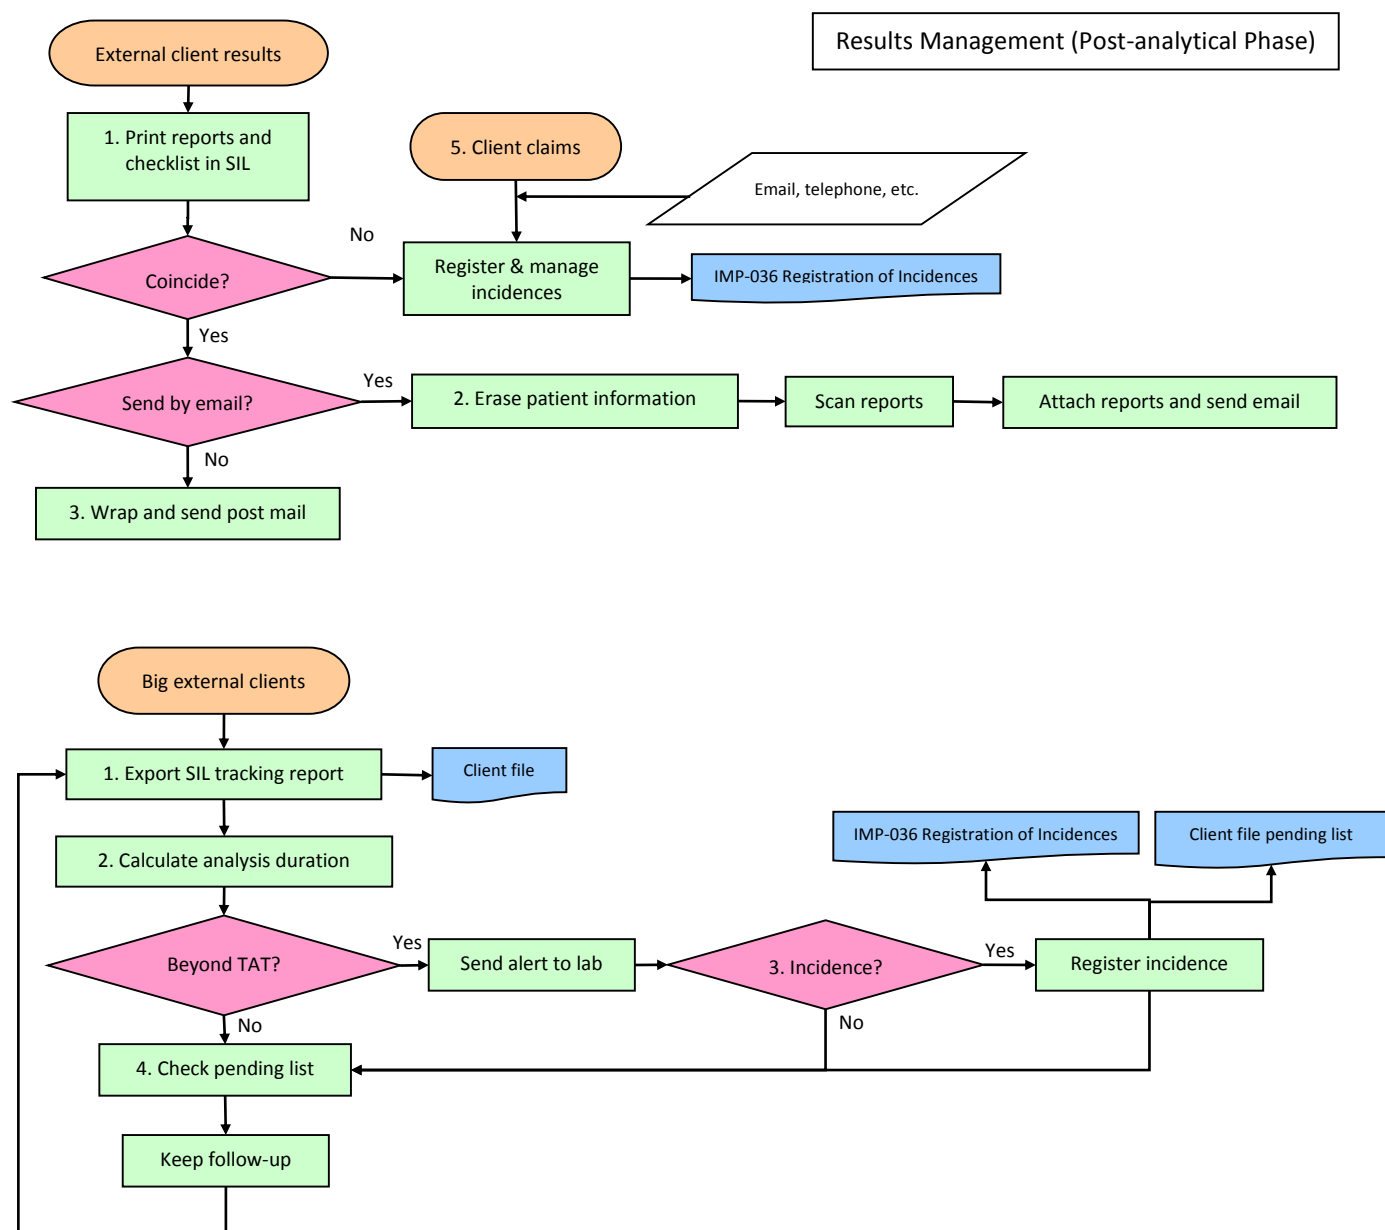 Results Management (Post-analytical Phase)
External client results
1. Print reports and
checklist in SIL
5. Client claims
Email, telephone, etc.
No
Coincide?
Register & manage
incidences
IMP-036 Registration of Incidences
Yes
Send by email?
Yes
2. Erase patient information
Scan reports
Attach reports and send email
No
3. Wrap and send post mail
Big external clients
1. Export SIL tracking report
Client file
2. Calculate analysis duration
IMP-036 Registration of Incidences
Client file pending list
Beyond TAT?
Yes
Send alert to lab
3. Incidence?
Yes
Register incidence
No
No
4. Check pending list
Keep follow-up